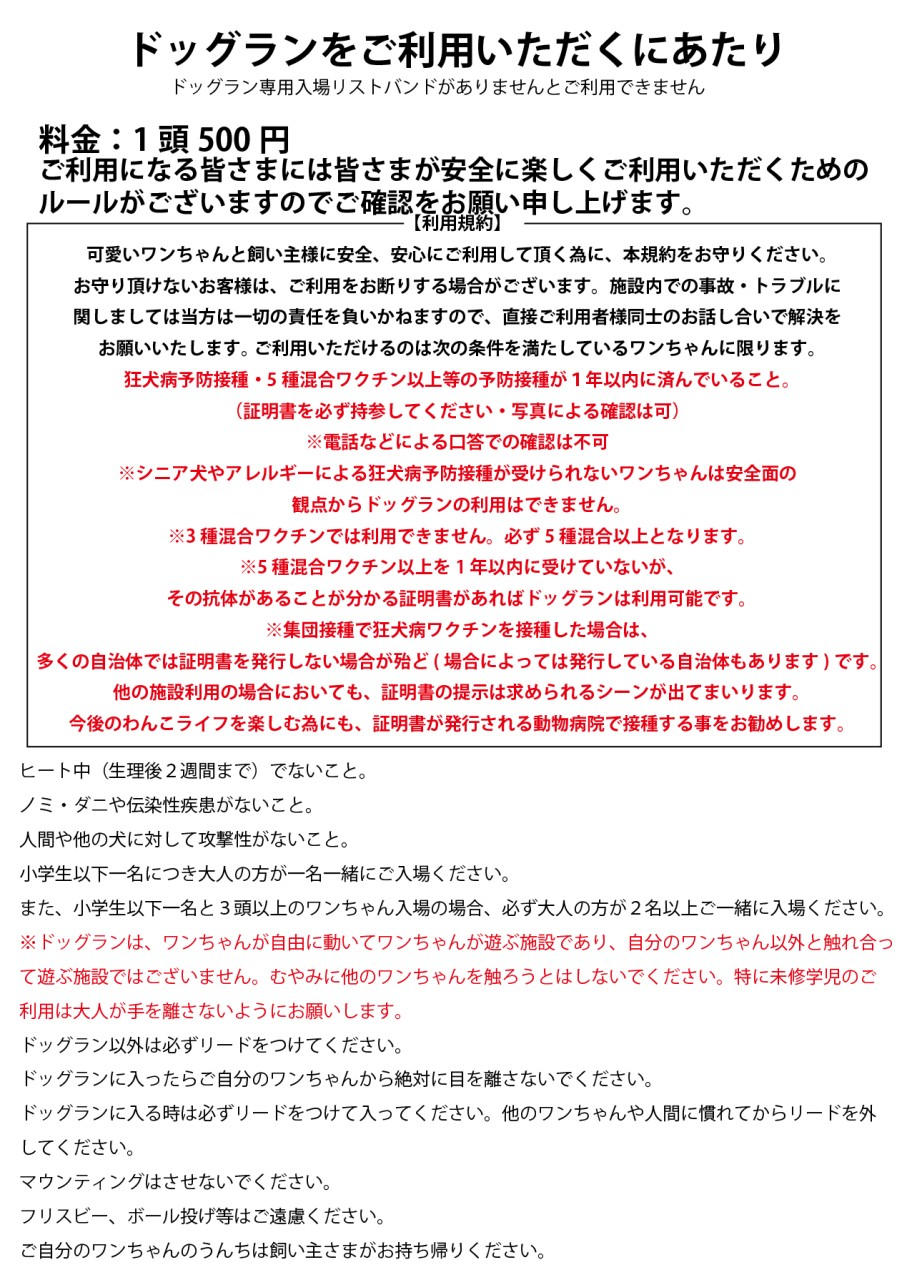 ドッグランをご利用いただくにあたり
ドッグラン専用入場リストバンドがありませんとご利用できません
料金：1 頭 500 円
ご利用になる皆さまには皆さまが安全に楽しくご利用いただくための
ルールがございますのでご確認をお願い申し上げます。
【利用規約】
可愛いワンちゃんと飼い主様に安全、安心にご利用して頂く為に、本規約をお守りください。
お守り頂けないお客様は、ご利用をお断りする場合がございます。施設内での事故・トラブルに
関しましては当方は一切の責任を負いかねますので、直接ご利用者様同士のお話し合いで解決を
お願いいたします。ご利用いただけるのは次の条件を満たしているワンちゃんに限ります。
狂犬病予防接種・5 種混合ワクチン以上等の予防接種が 1 年以内に済んでいること。
（証明書を必ず持参してください・写真による確認は可）
※電話などによる口答での確認は不可
※シニア犬やアレルギーによる狂犬病予防接種が受けられないワンちゃんは安全面の
観点からドッグランの利用はできません。
※3 種混合ワクチンでは利用できません。必ず 5 種混合以上となります。
※5 種混合ワクチン以上を 1 年以内に受けていないが、
その抗体があることが分かる証明書があればドッグランは利用可能です。
※集団接種で狂犬病ワクチンを接種した場合は、
多くの自治体では証明書を発行しない場合が殆ど ( 場合によっては発行している自治体もあります ) です。
他の施設利用の場合においても、証明書の提示は求められるシーンが出てまいります。
今後のわんこライフを楽しむ為にも、証明書が発行される動物病院で接種する事をお勧めします。
ヒート中（生理後２週間まで）でないこと。
ノミ・ダニや伝染性疾患がないこと。
人間や他の犬に対して攻撃性がないこと。
小学生以下一名につき大人の方が一名一緒にご入場ください。
また、小学生以下一名と３頭以上のワンちゃん入場の場合、必ず大人の方が２名以上ご一緒に入場ください。
※ドッグランは、ワンちゃんが自由に動いてワンちゃんが遊ぶ施設であり、自分のワンちゃん以外と触れ合っ
て遊ぶ施設ではございません。むやみに他のワンちゃんを触ろうとはしないでください。特に未修学児のご
利用は大人が手を離さないようにお願いします。
ドッグラン以外は必ずリードをつけてください。
ドッグランに入ったらご自分のワンちゃんから絶対に目を離さないでください。
ドッグランに入る時は必ずリードをつけて入ってください。他のワンちゃんや人間に慣れてからリードを外
してください。
マウンティングはさせないでください。
フリスビー、ボール投げ等はご遠慮ください。
ご自分のワンちゃんのうんちは飼い主さまがお持ち帰りください。